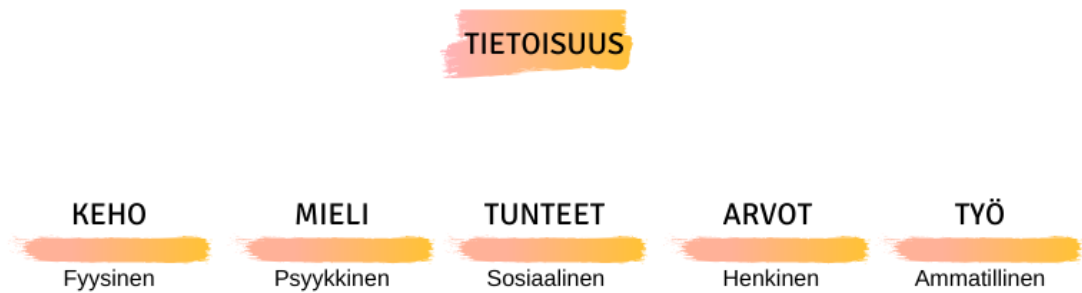 TIETOISUUS
KEHO
MIELI
TUNTEET
ARVOT
TYÖ
Fyysinen
Psyykkinen
Sosiaalinen
Henkinen
Ammatillinen